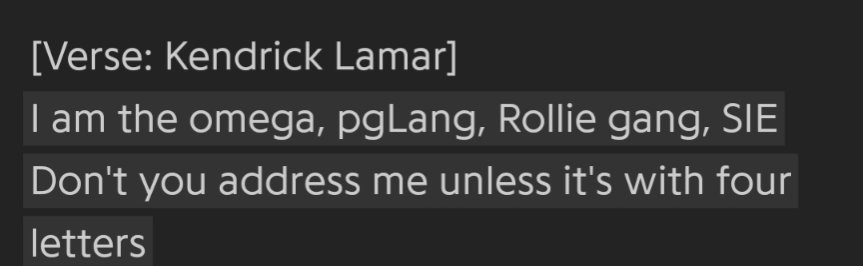 [Verse: Kendrick Lamar]
I am the omega, pgLang, Rollie gang, SIE
Don't you address me unless it's with four
letters